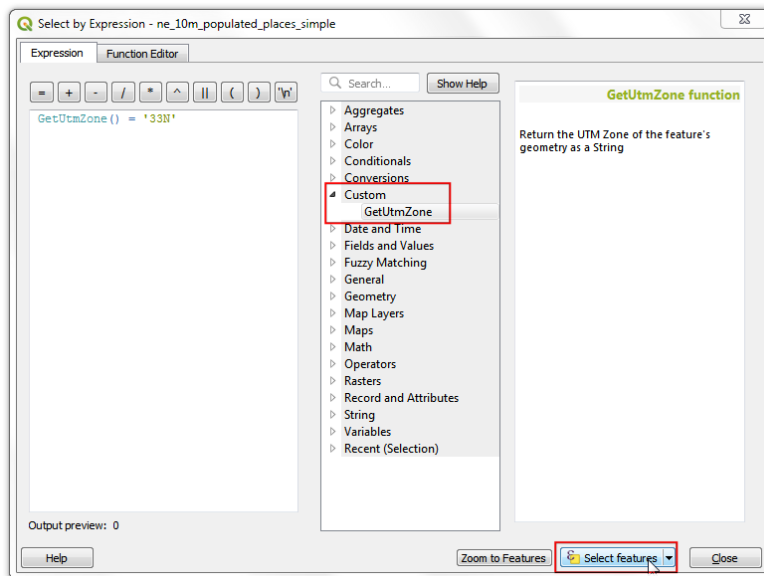 Select by Expression - ne_10m_populated_places_simple
Expression
Function Editor
= + - / * ^ || ( ) '\n'
GetUtmZone() = '33N'
Output preview: 0
Search...
Show Help
Aggregates
Arrays
Color
Conditionals
Conversions
Custom
GetUtmZone
Date and Time
Fields and Values
Fuzzy Matching
General
Geometry
Map Layers
Maps
Math
Operators
Rasters
Record and Attributes
String
Variables
Recent (Selection)
GetUtmZone function
Return the UTM Zone of the feature's
geometry as a String
Help
Zoom to Features
Select features
Close